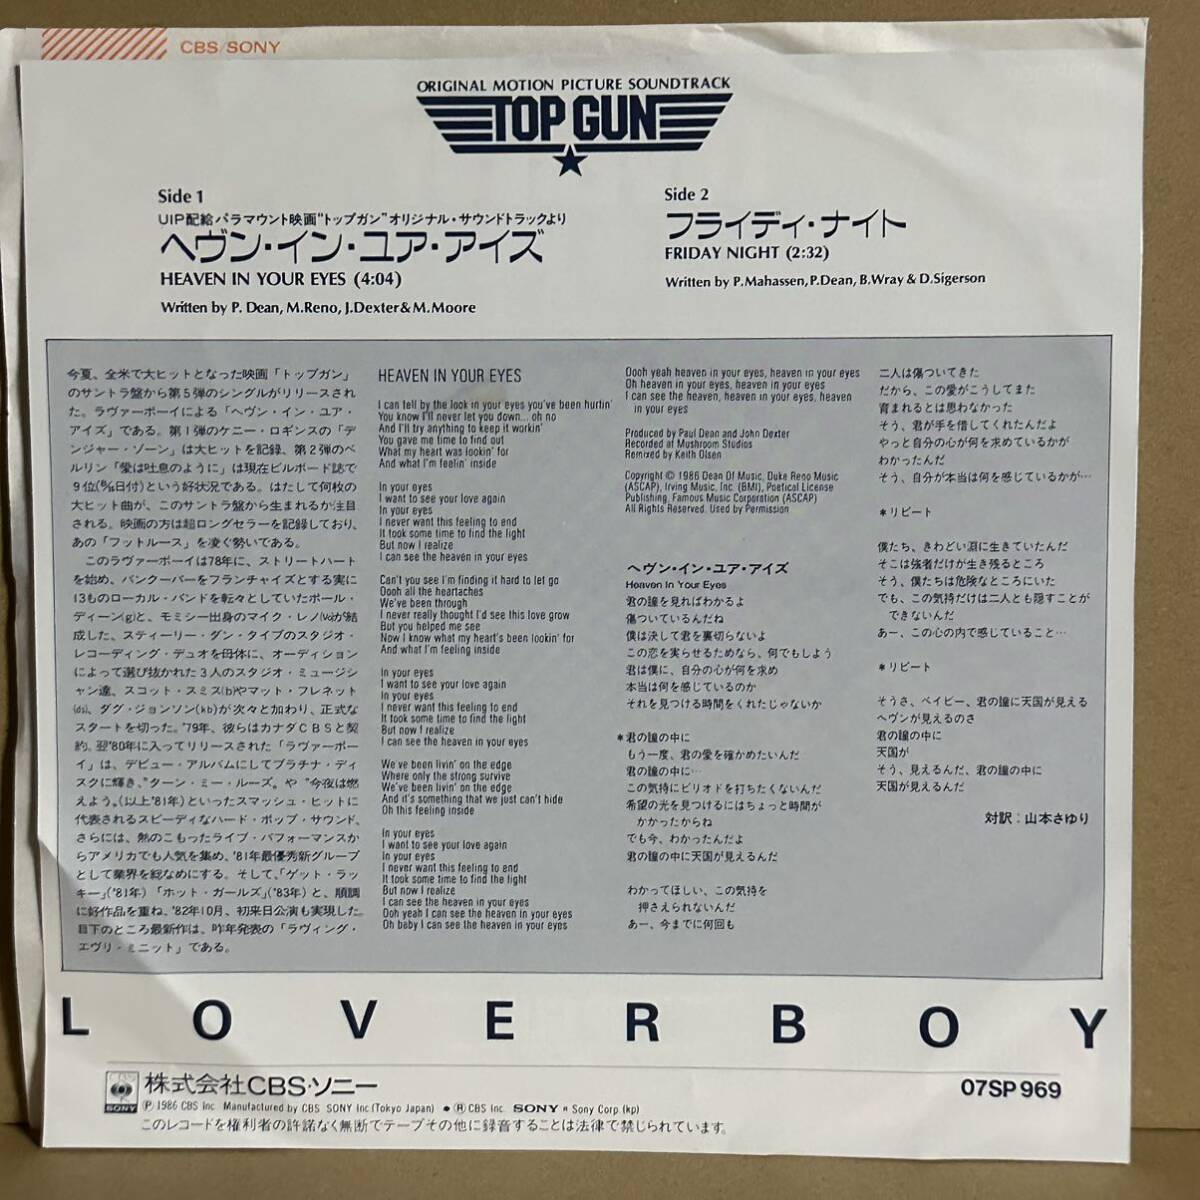 CBS/SONY
ORIGINAL MOTION PICTURE SOUNDTRACK
TOP GUN
Side 1
UIP配給パラマウント映画"トップガン"オリジナル・サウンドトラックより
ヘヴン・イン・ユア・アイズ
HEAVEN IN YOUR EYES (4:04)
Written by P. Dean, M.Reno, J.Dexter & M.Moore
Side 2
フライディ・ナイト
FRIDAY NIGHT (2:32)
Written by P.Mahassen, P.Dean, B.Wray & D.Sigerson
今夏、全米で大ヒットとなった映画「トップガン」
のサントラ盤から第5弾のシングルがリリースされ
た。ラヴァーボーイによる「ヘヴン・イン・ユア・
アイズ」である。第1弾のケニー・ロギンスの「デ
ンジャー・ゾーン」は大ヒットを記録、第2弾のベ
ルリン「愛は吐息のように」は現在ビルボード誌で
9位(8/16日付)という好状況である。はたして何枚の
大ヒット曲が、このサントラ盤から生まれるか注目
される。映画の方は超ロングセラーを記録しており、
あの「フットルース」を凌ぐ勢いである。
このラヴァーボーイは78年に、ストリートハート
を始め、バンクーバーをフランチャイズとする実に
13ものローカル・バンドを転々としていたポール・
ディーン(g)と、モミシー出身のマイク・レノ(Vo)が結
成した、スティーリー・ダン・タイプのスタジオ・
レコーディング・デュオを母体に、オーディション
によって選び抜かれた3人のスタジオ・ミュージシ
ャン達、スコット・スミス(b)やマット・フレネット
(ds)、ダグ・ジョンソン(kb)が次々と加わり、正式な
スタートを切った。'79年、彼らはカナダCBSと契
約、翌'80年に入ってリリースされた「ラヴァーボー
イ」は、デビュー・アルバムにしてプラチナ・ディ
スクに輝き、"ターン・ミー・ルーズ"や"今夜は燃
えよう"(以上'81年)といったスマッシュ・ヒットに
代表されるスピーディなハード・ポップ・サウンド、
さらには、熱のこもったライブ・パフォーマンスか
らアメリカでも人気を集め、'81年最優秀新グループ
として業界を総なめにする。そして、「ゲット・ラッ
キー」('81年)「ホット・ガールズ」('83年)と、順調
に好作品を重ね、'82年10月、初来日公演も実現した。
目下のところ最新作は、昨年発表の「ラヴィング・
エヴリ・ミニット」である。
HEAVEN IN YOUR EYES
I can tell by the look in your eyes you've been hurtin'
You know I'll never let you down... oh no
And I'll try anything to keep it workin'
You gave me time to find out
What my heart was lookin' for
And what I'm feelin' inside
In your eyes
I want to see your love again
In your eyes
I never want this feeling to end
It took some time to find the light
But now I realize
I can see the heaven in your eyes
Can't you see I'm finding it hard to let go
Oooh all the heartaches
We've been through
I never really thought I'd see this love grow
But you helped me see
Now I know what my heart's been lookin' for
And what I'm feeling inside
In your eyes
I want to see your love again
In your eyes
I never want this feeling to end
It took some time to find the light
But now I realize
I can see the heaven in your eyes
We've been livin' on the edge
Where only the strong survive
We've been livin' on the edge
And it's something that we just can't hide
Oh this feeling inside
In your eyes
I want to see your love again
In your eyes
I never want this feeling to end
It took some time to find the light
But now I realize
I can see the heaven in your eyes
Ooh yeah I can see the heaven in your eyes
Oh baby I can see the heaven in your eyes
Oooh yeah heaven in your eyes, heaven in your eyes
Oh heaven in your eyes, heaven in your eyes
I can see the heaven, heaven in your eyes, heaven
in your eyes
Produced by Paul Dean and John Dexter
Recorded at Mushroom Studios
Remixed by Keith Olsen
Copyright © 1986 Dean Of Music, Duke Reno Music
(ASCAP), Irving Music, Inc. (BMI), Poetical License
Publishing, Famous Music Corporation (ASCAP)
All Rights Reserved. Used by Permission
ヘヴン・イン・ユア・アイズ
Heaven In Your Eyes
君の瞳を見ればわかるよ
傷ついているんだね
僕は決して君を裏切らないよ
この恋を実らせるためなら、何でもしよう
君は僕に、自分の心が何を求め
本当は何を感じているのか
それを見つける時間をくれたじゃないか
*君の瞳の中に
もう一度、君の愛を確かめたいんだ
君の瞳の中に…
この気持にピリオドを打ちたくないんだ
希望の光を見つけるにはちょっと時間が
かかったからね
でも今、わかったんだよ
君の瞳の中に天国が見えるんだ
わかってほしい、この気持を
押さえられないんだ
あー、今までに何回も
二人は傷ついてきた
だから、この愛がこうしてまた
育まれるとは思わなかった
そう、君が手を借してくれたんだよ
やっと自分の心が何を求めているかが
わかったんだ
そう、自分が本当は何を感じているかが…
*リピート
僕たち、きわどい淵に生きていたんだ
そこは強者だけが生き残るところ
そう、僕たちは危険なところにいた
でも、この気持だけは二人とも隠すことが
できないんだ
あー、この心の内で感じていること…
*リピート
そうさ、ベイビー、君の瞳に天国が見える
ヘヴンが見えるのさ
君の瞳の中に
天国が
そう、見えるんだ、君の瞳の中に
天国が見えるんだ
対訳：山本さゆり
LOVERBOY
SONY
株式会社CBS・ソニー
07SP 969
Ⓟ 1986 CBS Inc. Manufactured by CBS SONY Inc (Tokyo Japan) ● ® CBS Inc. SONY ® Sony Corp (kp)
このレコードを権利者の許諾なく無断でテープその他に録音することは法律で禁じられています。